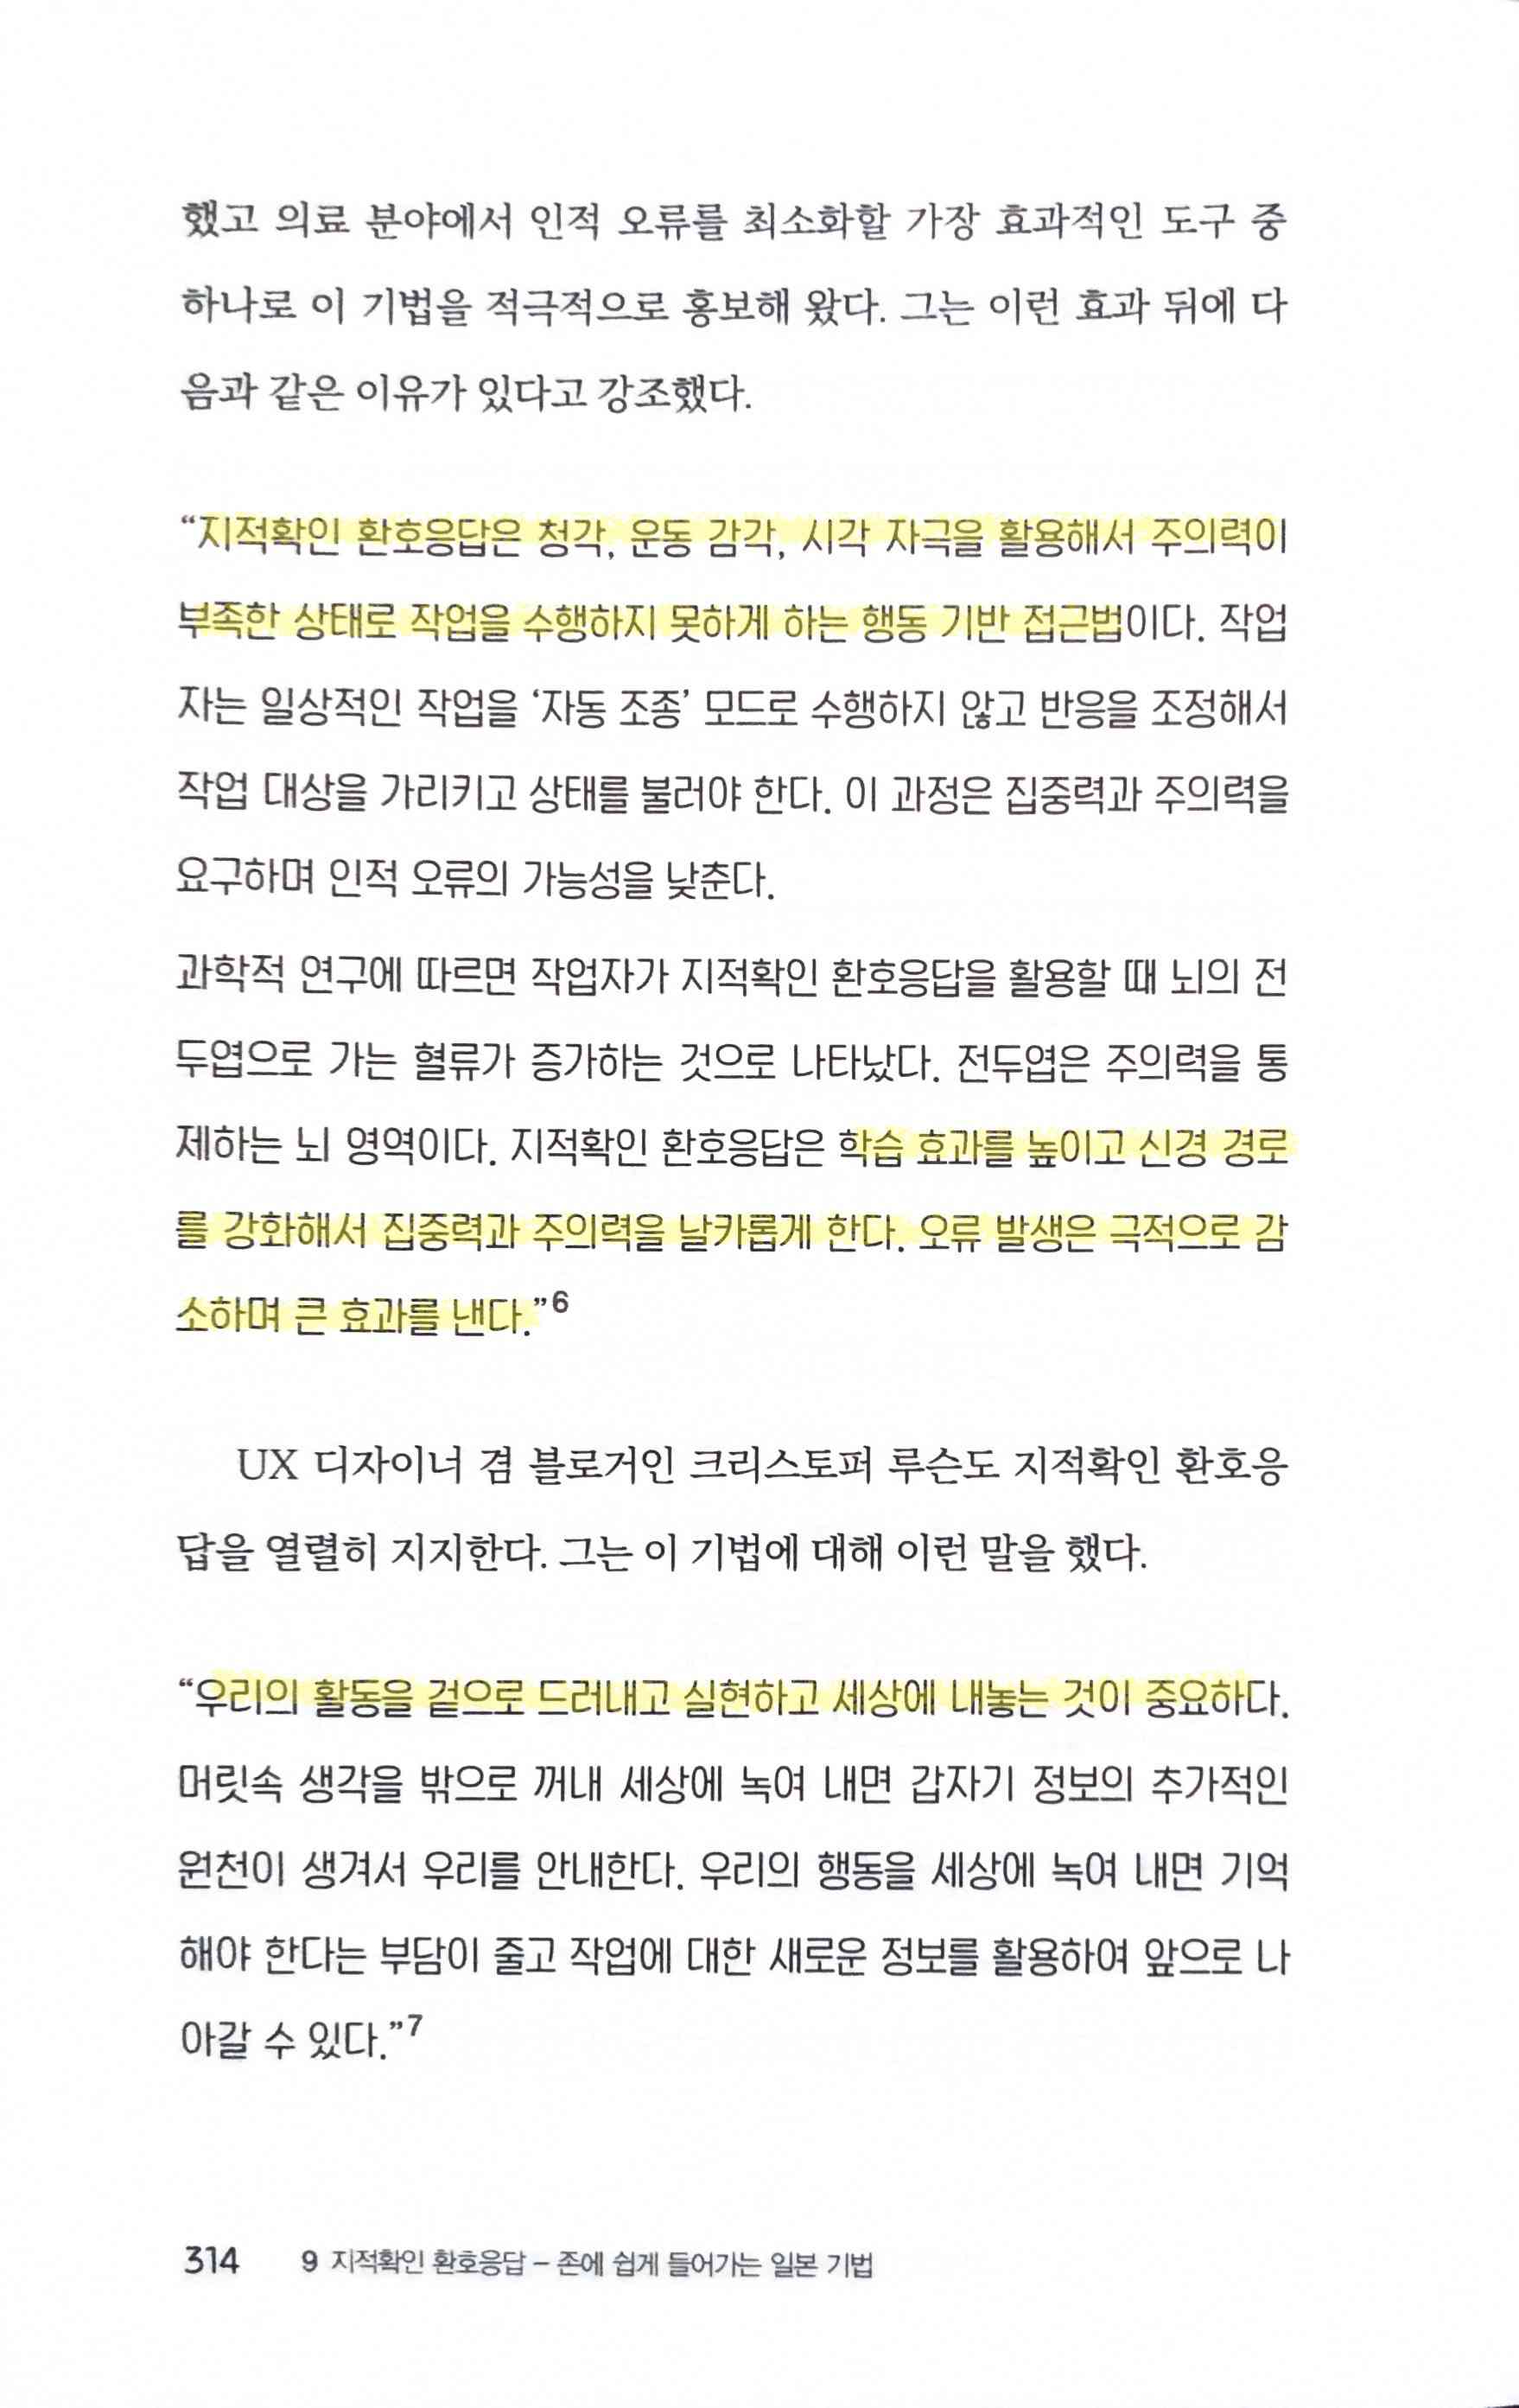 했고 의료 분야에서 인적 오류를 최소화할 가장 효과적인 도구 중
하나로 이 기법을 적극적으로 홍보해 왔다. 그는 이런 효과 뒤에 다
음과 같은 이유가 있다고 강조했다.
“지적확인 환호응답은 청각, 운동 감각, 시각 자극을 활용해서 주의력이
부족한 상태로 작업을 수행하지 못하게 하는 행동 기반 접근법이다. 작업
자는 일상적인 작업을 ‘자동 조종’ 모드로 수행하지 않고 반응을 조정해서
작업 대상을 가리키고 상태를 불러야 한다. 이 과정은 집중력과 주의력을
요구하며 인적 오류의 가능성을 낮춘다.
과학적 연구에 따르면 작업자가 지적확인 환호응답을 활용할 때 뇌의 전
두엽으로 가는 혈류가 증가하는 것으로 나타났다. 전두엽은 주의력을 통
제하는 뇌 영역이다. 지적확인 환호응답은 학습 효과를 높이고 신경 경로
를 강화해서 집중력과 주의력을 날카롭게 한다. 오류 발생은 극적으로 감
소하며 큰 효과를 낸다.”6
UX 디자이너 겸 블로거인 크리스토퍼 루슨도 지적확인 환호응
답을 열렬히 지지한다. 그는 이 기법에 대해 이런 말을 했다.
“우리의 활동을 겉으로 드러내고 실현하고 세상에 내놓는 것이 중요하다.
머릿속 생각을 밖으로 꺼내 세상에 녹여 내면 갑자기 정보의 추가적인
원천이 생겨서 우리를 안내한다. 우리의 행동을 세상에 녹여 내면 기억
해야 한다는 부담이 줄고 작업에 대한 새로운 정보를 활용하여 앞으로 나
아갈 수 있다.”7
314 9 지적확인 환호응답 – 존에 쉽게 들어가는 일본 기법